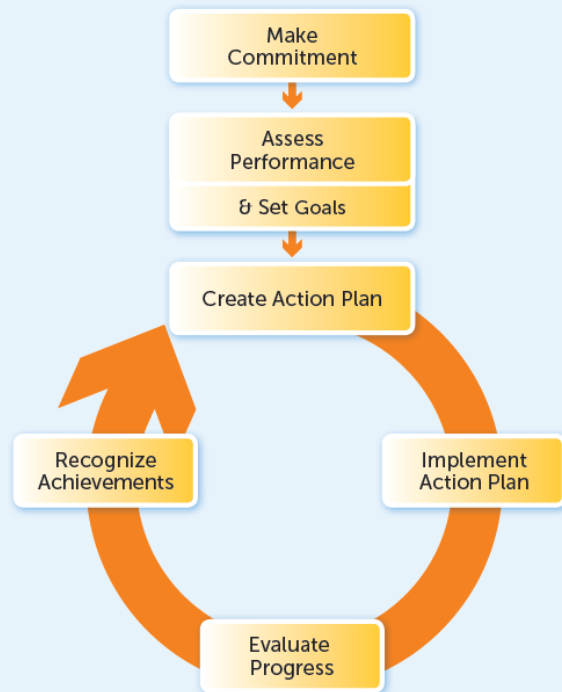 Make
Commitment
Assess
Performance
& Set Goals
Create Action Plan
Implement
Action Plan
Evaluate
Progress
Recognize
Achievements